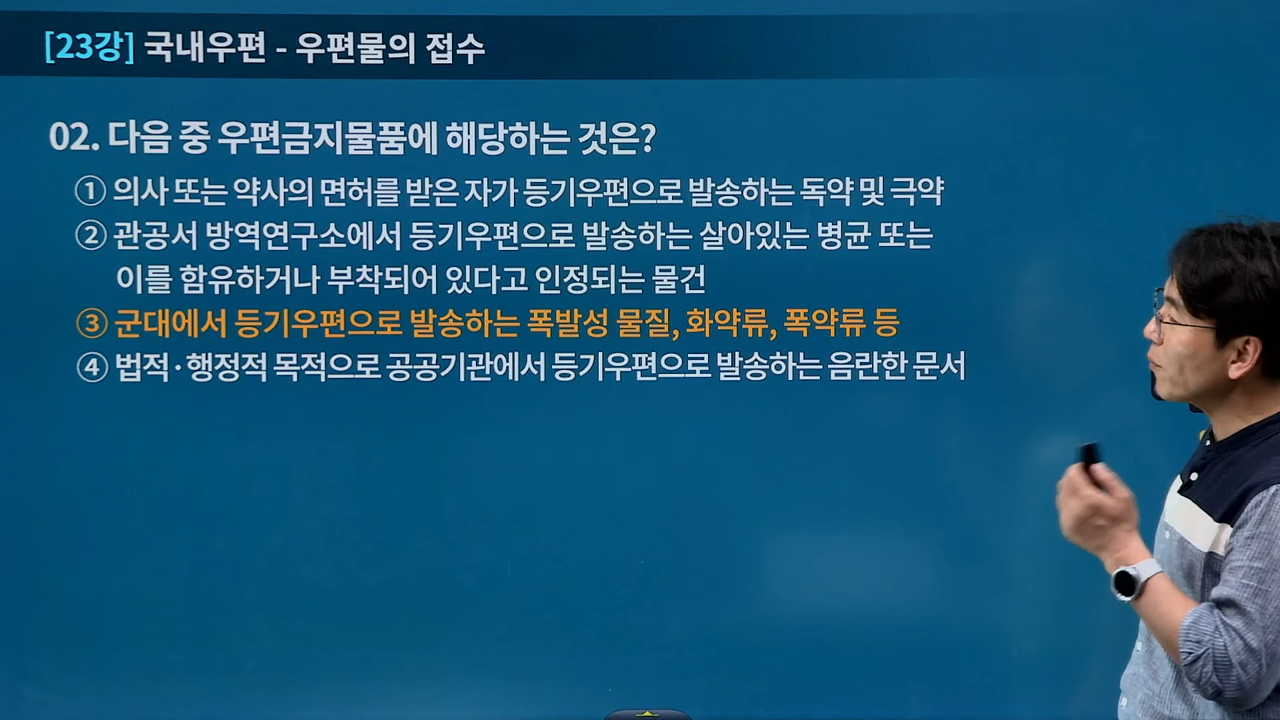 [23강] 국내우편 - 우편물의 접수
02. 다음 중 우편금지물품에 해당하는 것은?
① 의사 또는 약사의 면허를 받은 자가 등기우편으로 발송하는 독약 및 극약
② 관공서 방역연구소에서 등기우편으로 발송하는 살아있는 병균 또는
이를 함유하거나 부착되어 있다고 인정되는 물건
③ 군대에서 등기우편으로 발송하는 폭발성 물질, 화약류, 폭약류 등
④ 법적·행정적 목적으로 공공기관에서 등기우편으로 발송하는 음란한 문서